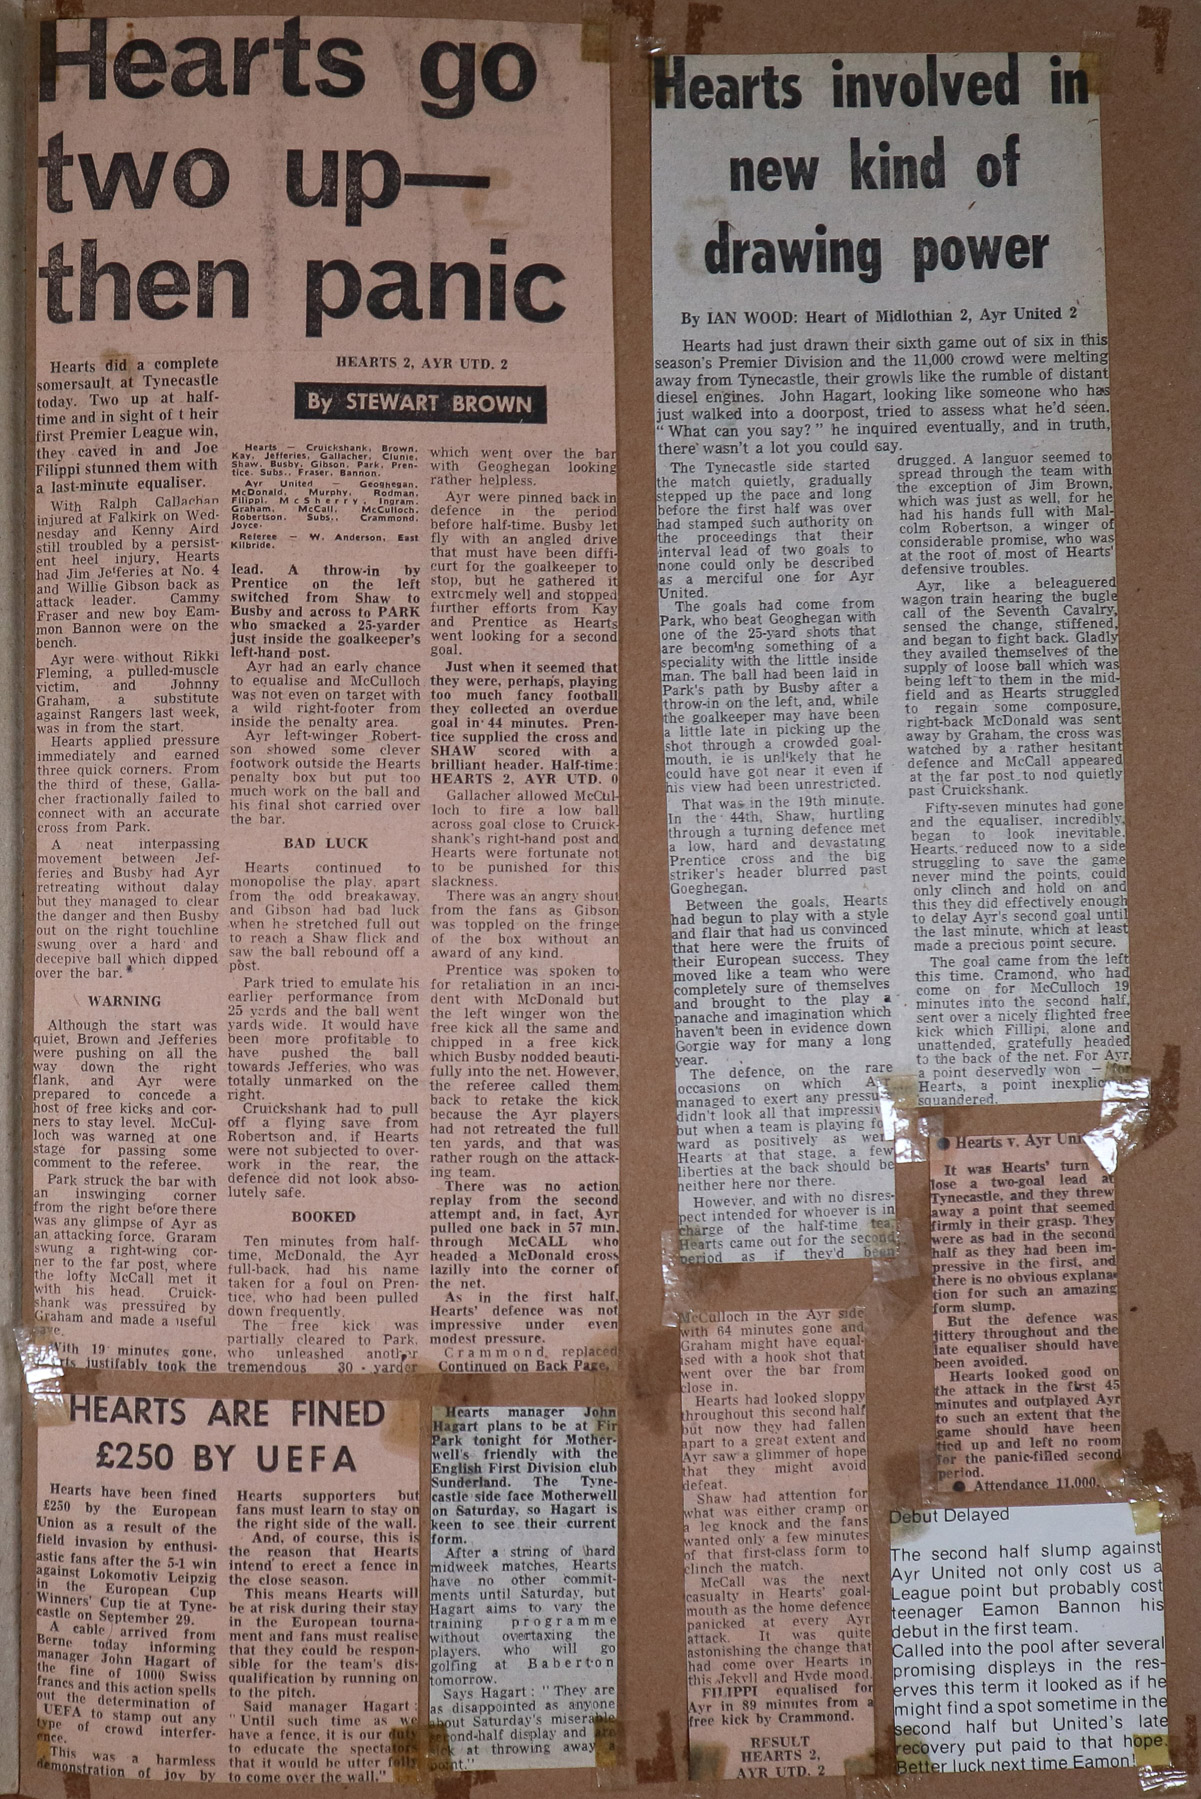 Hearts go
two up—
then panic
Hearts did a complete
somersault at Tynecastle
today. Two up at half-
time and in sight of t heir
first Premier League win,
they caved in and Joe
Filippi stunned them with
a last-minute equaliser.
With Ralph Callachan
injured at Falkirk on Wed-
nesday and Kenny Aird
still troubled by a persist-
ent heel injury, Hearts
had Jim Jefferies at No. 4
and Willie Gibson back as
attack leader. Cammy
Fraser and new boy Eam-
mon Bannon were on the
bench.
Ayr were without Rikki
Fleming, a pulled-muscle
victim, and Johnny
Graham, a substitute
against Rangers last week,
was in from the start.
Hearts applied pressure
immediately and earned
three quick corners. From
the third of these, Galla-
cher fractionally failed to
connect with an accurate
cross from Park.
A neat interpassing
movement between Jef-
feries and Busby had Ayr
retreating without dalay
but they managed to clear
the danger and then Busby
out on the right touchline
swung over a hard and
decepive ball which dipped
over the bar.
WARNING
Although the start was
quiet, Brown and Jefferies
were pushing on all the
way down the right
flank, and Ayr were
prepared to concede a
host of free kicks and cor-
ners to stay level. McCul-
loch was warned at one
stage for passing some
comment to the referee.
Park struck the bar with
an inswinging corner
from the right before there
was any glimpse of Ayr as
an attacking force. Graram
swung a right-wing cor-
ner to the far post, where
the lofty McCall met it
with his head. Cruick-
shank was pressured by
Graham and made a useful
save.
With 19 minutes gone,
justifably took the
HEARTS 2, AYR UTD. 2
By STEWART BROWN
Hearts — Cruickshank, Brown,
Kay, Jefferies, Gallacher, Clunie,
Shaw, Busby, Gibson, Park, Pren-
tice. Subs., Fraser, Bannon.
Ayr United — Geoghegan,
McDonald, Murphy, Rodman,
Filippi, McSherry, Ingram,
Graham, McCall, McCulloch,
Robertson. Subs., Crammond,
Joyce.
Referee — W. Anderson, East
Kilbride.
lead. A throw-in by
Prentice on the left
switched from Shaw to
Busby and across to PARK
who smacked a 25-yarder
just inside the goalkeeper's
left-hand post.
Ayr had an early chance
to equalise and McCulloch
was not even on target with
a wild right-footer from
inside the penalty area.
Ayr left-winger Robert-
son showed some clever
footwork outside the Hearts
penalty box but put too
much work on the ball and
his final shot carried over
the bar.
BAD LUCK
Hearts continued to
monopolise the play, apart
from the odd breakaway,
and Gibson had bad luck
when he stretched full out
to reach a Shaw flick and
saw the ball rebound off a
post.
Park tried to emulate his
earlier performance from
25 yards and the ball went
yards wide. It would have
been more profitable to
have pushed the ball
towards Jefferies, who was
totally unmarked on the
right.
Cruickshank had to pull
off a flying save from
Robertson and, if Hearts
were not subjected to over-
work in the rear, the
defence did not look abso-
lutely safe.
BOOKED
Ten minutes from half-
time, McDonald, the Ayr
full-back, had his name
taken for a foul on Pren-
tice, who had been pulled
down frequently.
The free kick was
partially cleared to Park,
who unleashed another
tremendous 30-yarder
which went over the bar
with Geoghegan looking
rather helpless.
Ayr were pinned back in
defence in the period
before half-time. Busby let
fly with an angled drive
that must have been diffi-
curt for the goalkeeper to
stop, but he gathered it
extremely well and stopped
further efforts from Kay
and Prentice as Hearts
went looking for a second
goal.
Just when it seemed that
they were, perhaps, playing
too much fancy football
they collected an overdue
goal in 44 minutes. Pren-
tice supplied the cross and
SHAW scored with a
brilliant header. Half-time:
HEARTS 2, AYR UTD. 0
Gallacher allowed McCul-
loch to fire a low ball
across goal close to Cruick-
shank's right-hand post and
Hearts were fortunate not
to be punished for this
slackness.
There was an angry shout
from the fans as Gibson
was toppled on the fringe
of the box without an
award of any kind.
Prentice was spoken to
for retaliation in an inci-
dent with McDonald but
the left winger won the
free kick all the same and
chipped in a free kick
which Busby nodded beauti-
fully into the net. However,
the referee called them
back to retake the kick
because the Ayr players
had not retreated the full
ten yards, and that was
rather rough on the attack-
ing team.
There was no action
replay from the second
attempt and, in fact, Ayr
pulled one back in 57 min.
through McCALL who
headed a McDonald cross
lazily into the corner of
the net.
As in the first half,
Hearts' defence was not
impressive under even
modest pressure.
Crammond, replaced
Continued on Back Page.
HEARTS ARE FINED
£250 BY UEFA
Hearts have been fined
£250 by the European
Union as a result of the
field invasion by enthusi-
astic fans after the 5-1 win
against Lokomotiv Leipzig
in the European Cup
Winners' Cup tie at Tyne-
castle on September 29.
A cable arrived from
Berne today informing
manager John Hagart of
the fine of 1000 Swiss
francs and this action spells
out the determination of
UEFA to stamp out any
type of crowd interfer-
ence.
This was a harmless
demonstration of joy by
Hearts supporters but
fans must learn to stay on
the right side of the wall.
And, of course, this is
the reason that Hearts
intend to erect a fence in
the close season.
This means Hearts will
be at risk during their stay
in the European tourna-
ment and fans must realise
that they could be respon-
sible for the team's dis-
qualification by running on
to the pitch.
Said manager Hagart:
"Until such time as we
have a fence, it is our duty
to educate the spectators
that it would be utter folly
to come over the wall."
Hearts manager John
Hagart plans to be at Fir
Park tonight for Mother-
well's friendly with the
English First Division club
Sunderland. The Tyne-
castle side face Motherwell
on Saturday, so Hagart is
keen to see their current
form.
After a string of hard
midweek matches, Hearts
have no other commit-
ments until Saturday, but
Hagart aims to vary the
training programme
without overtaxing the
players, who will go
golfing at Baberton
tomorrow.
Says Hagart: "They are
as disappointed as anyone
about Saturday's miserable
second-half display and are
sick at throwing away a
point."
Hearts involved in
new kind of
drawing power
By IAN WOOD: Heart of Midlothian 2, Ayr United 2
Hearts had just drawn their sixth game out of six in this
season's Premier Division and the 11,000 crowd were melting
away from Tynecastle, their growls like the rumble of distant
diesel engines. John Hagart, looking like someone who has
just walked into a doorpost, tried to assess what he'd seen.
"What can you say?" he inquired eventually, and in truth,
there wasn't a lot you could say.
The Tynecastle side started
the match quietly, gradually
stepped up the pace and long
before the first half was over
had stamped such authority on
the proceedings that their
interval lead of two goals to
none could only be described
as a merciful one for Ayr
United.
The goals had come from
Park, who beat Geoghegan with
one of the 25-yard shots that
are becoming something of a
speciality with the little inside
man. The ball had been laid in
Park's path by Busby after a
throw-in on the left, and, while
the goalkeeper may have been
a little late in picking up the
shot through a crowded goal-
mouth, ie is unlikely that he
could have got near it even if
his view had been unrestricted.
That was in the 19th minute.
In the 44th, Shaw, hurtling
through a turning defence met
a low, hard and devastating
Prentice cross and the big
striker's header blurred past
Goeghegan.
Between the goals, Hearts
had begun to play with a style
and flair that had us convinced
that here were the fruits of
their European success. They
moved like a team who were
completely sure of themselves
and brought to the play a
panache and imagination which
haven't been in evidence down
Gorgie way for many a long
year.
The defence, on the rare
occasions on which Ayr
managed to exert any pressure
didn't look all that impressive
but when a team is playing for-
ward as positively as were
Hearts at that stage, a few
liberties at the back should be
neither here nor there.
However, and with no disres-
pect intended for whoever is in
charge of the half-time tea,
Hearts came out for the second
period as if they'd been
drugged. A languor seemed to
spread through the team with
the exception of Jim Brown,
which was just as well, for he
had his hands full with Mal-
colm Robertson, a winger of
considerable promise, who was
at the root of most of Hearts'
defensive troubles.
Ayr, like a beleaguered
wagon train hearing the bugle
call of the Seventh Cavalry,
sensed the change, stiffened,
and began to fight back. Gladly
they availed themselves of the
supply of loose ball which was
being left to them in the mid-
field and as Hearts struggled
to regain some composure,
right-back McDonald was sent
away by Graham, the cross was
watched by a rather hesitant
defence and McCall appeared
at the far post to nod quietly
past Cruickshank.
Fifty-seven minutes had gone
and the equaliser, incredibly,
began to look inevitable.
Hearts, reduced now to a side
struggling to save the game
never mind the points, could
only clinch and hold on and
this they did effectively enough
to delay Ayr's second goal until
the last minute, which at least
made a precious point secure.
The goal came from the left
this time. Cramond, who had
come on for McCulloch 19
minutes into the second half,
sent over a nicely flighted free
kick which Fillipi, alone and
unattended, gratefully headed
to the back of the net. For Ayr,
a point deservedly won — for
Hearts, a point
squandered.
McCulloch in the Ayr side
with 64 minutes gone and
Graham might have equal-
ised with a hook shot that
went over the bar from
close in.
Hearts had looked sloppy
throughout this second half
but now they had fallen
apart to a great extent and
Ayr saw a glimmer of hope
that they might avoid
defeat.
Shaw had attention for
what was either cramp or
a leg knock and the fans
wanted only a few minutes
of that first-class form to
clinch the match.
McCall was the next
casualty in Hearts' goal-
mouth as the home defence
panicked at every Ayr
attack. It was quite
astonishing the change that
had come over Hearts in
this Jekyll and Hyde mood.
FILIPPI equalised for
Ayr in 89 minutes from a
free kick by Crammond.
RESULT
HEARTS 2,
AYR UTD. 2
● Hearts v. Ayr
It was Hearts' turn to
lose a two-goal lead at
Tynecastle, and they threw
away a point that seemed
firmly in their grasp. They
were as bad in the second
half as they had been im-
pressive in the first, and
there is no obvious explana-
tion for such an amazing
form slump.
But the defence was
jittery throughout and the
late equaliser should have
been avoided.
Hearts looked good on
the attack in the first 45
minutes and outplayed Ayr
to such an extent that the
game should have been
tied up and left no room
for the panic-filled second
period.
● Attendance 11,000.
Debut Delayed
The second half slump against
Ayr United not only cost us a
League point but probably cost
teenager Eamon Bannon his
debut in the first team.
Called into the pool after several
promising displays in the res-
erves this term it looked as if he
might find a spot sometime in the
second half but United's late
recovery put paid to that hope.
Better luck next time Eamon!